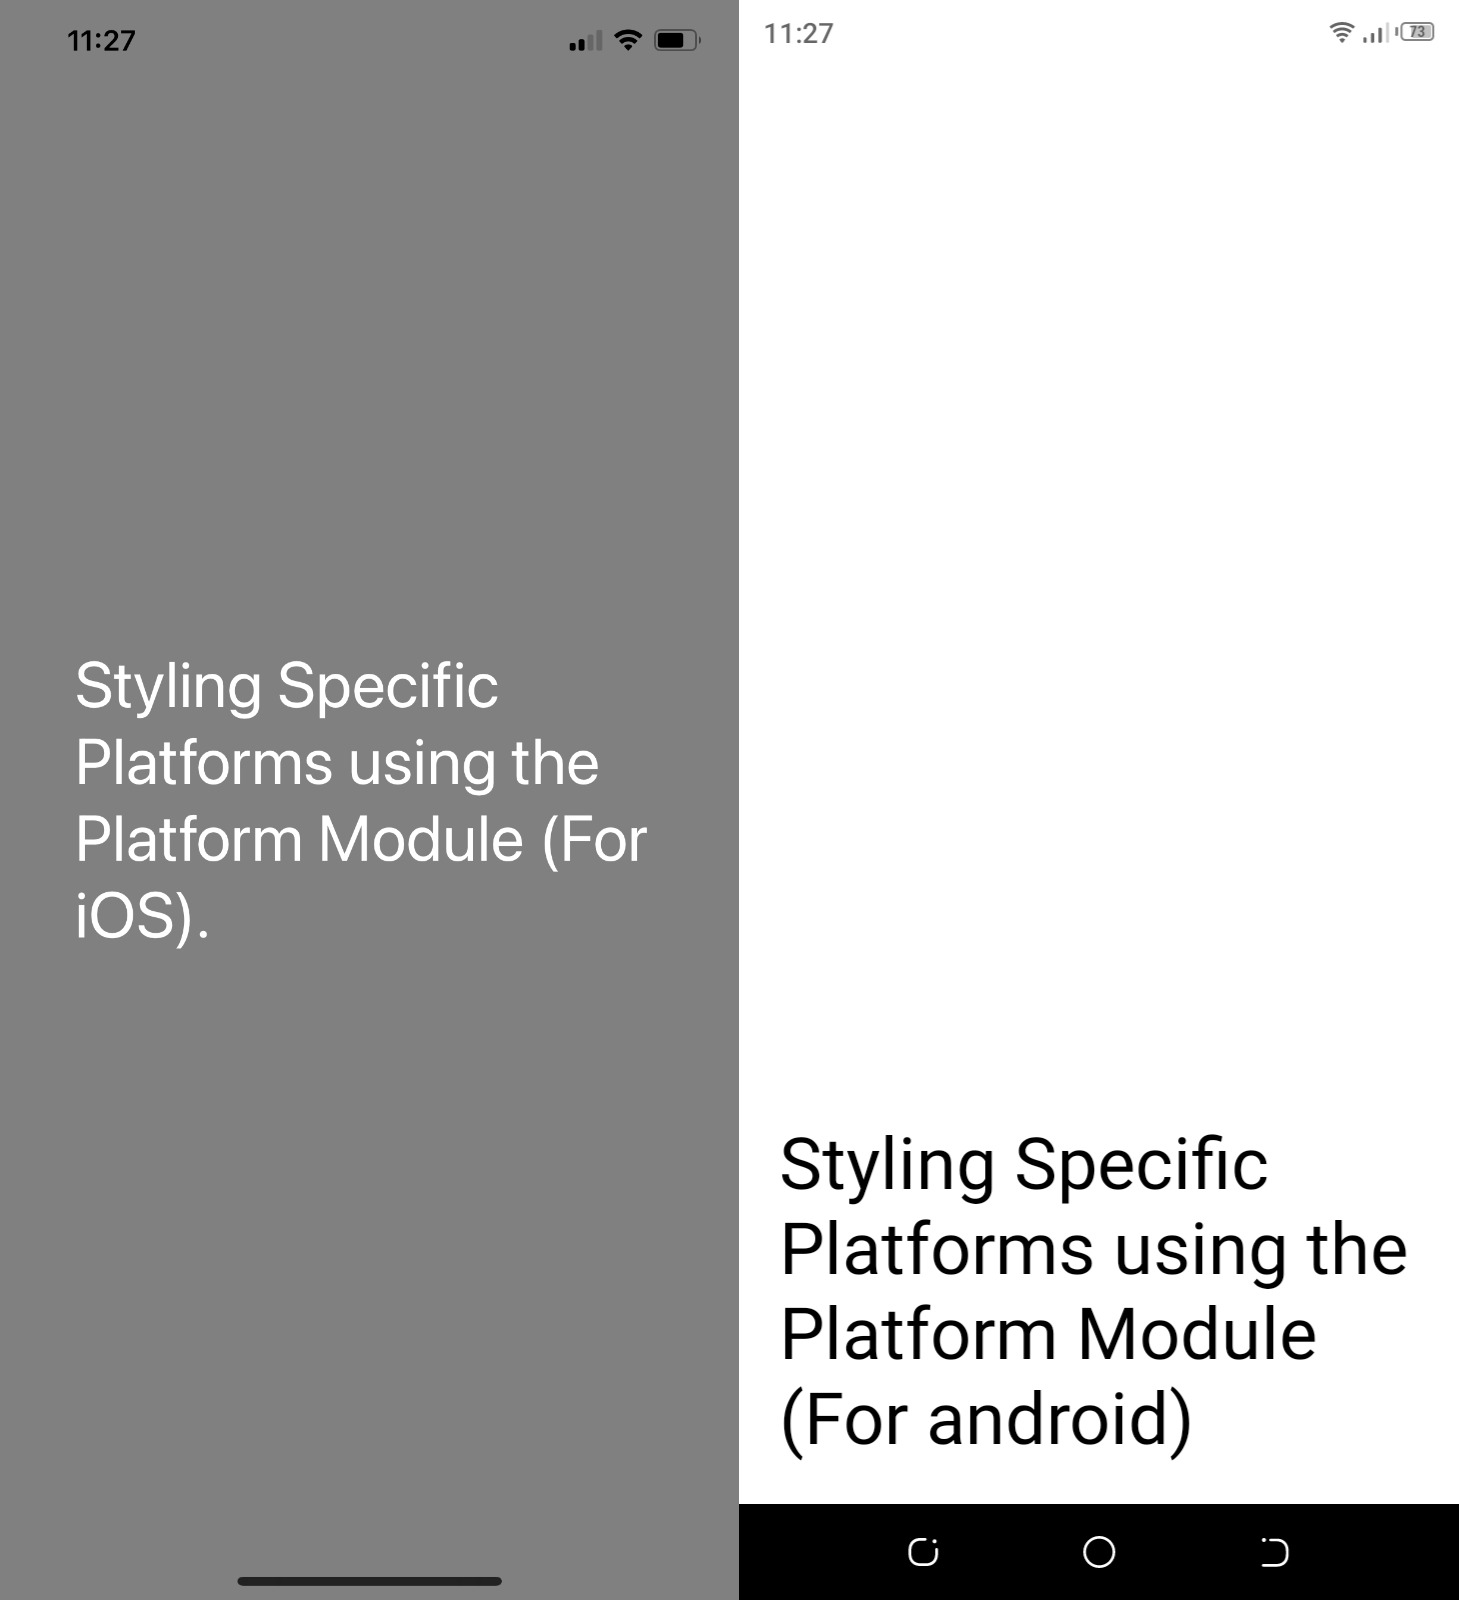 11:27
Styling Specific
Platforms using the
Platform Module (For
iOS).
11:27
73
Styling Specific
Platforms using the
Platform Module
(For android)